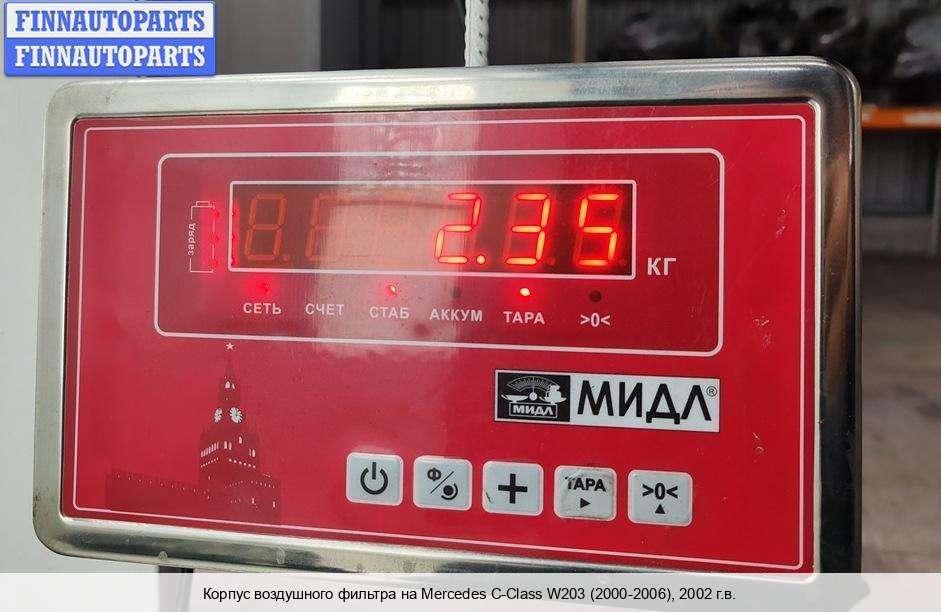 FINNAUTOPARTS
FINNAUTOPARTS
заряд
2.35
КГ
СЕТЬ СЧЕТ СТАБ АККУМ ТАРА >0<
МИДЛ МИДЛ®
Ф/ + ТАРА >0<
Корпус воздушного фильтра на Mercedes C-Class W203 (2000-2006), 2002 г.в.